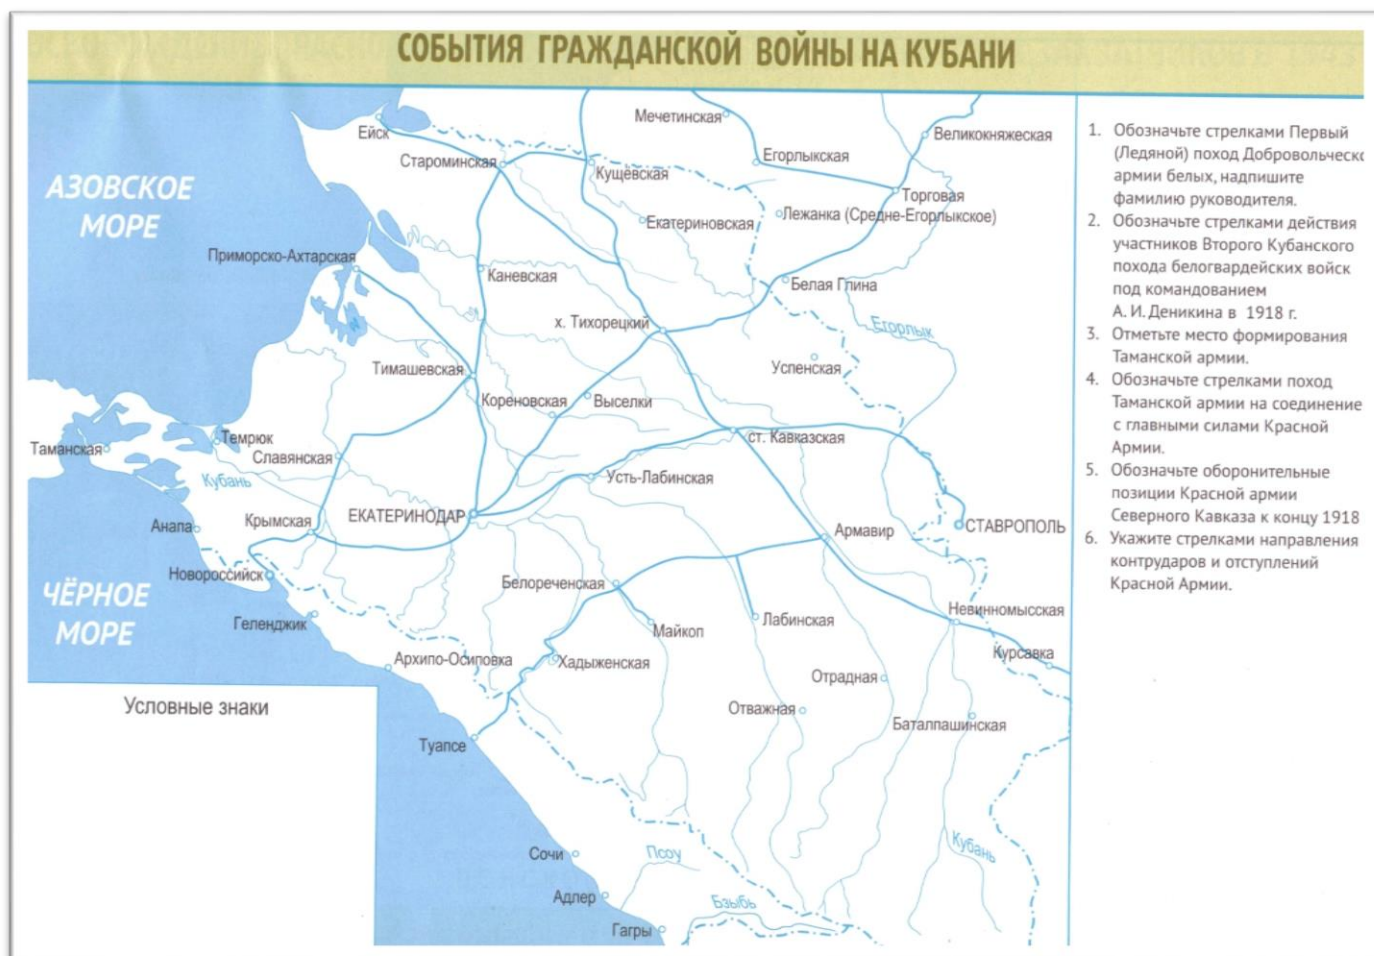 СОБЫТИЯ ГРАЖДАНСКОЙ ВОЙНЫ НА КУБАНИ
Мечетинская
Великокняжеская
Ейск
Староминская
Егорлыкская
Кущёвская
АЗОВСКОЕ
МОРЕ
Торговая
Екатериновская
Лежанка (Средне-Егорлыкское)
Приморско-Ахтарская
Каневская
Белая Глина
х. Тихорецкий
Егорлык
Тимашевская
Успенская
Кореновская
Выселки
Таманская
Темрюк
Славянская
ст. Кавказская
Кубань
Усть-Лабинская
Анапа
Крымская
ЕКАТЕРИНОДАР
Армавир
СТАВРОПОЛЬ
Новороссийск
Белореченская
ЧЁРНОЕ
МОРЕ
Геленджик
Майкоп
Лабинская
Невинномысская
Архипо-Осиповка
Хадыженская
Курсавка
Отрадная
Условные знаки
Отважная
Баталпашинская
Туапсе
Сочи
Псоу
Кубань
Адлер
Бзыбь
Гагры
1. Обозначьте стрелками Первый
(Ледяной) поход Добровольческо
армии белых, надпишите
фамилию руководителя.
2. Обозначьте стрелками действия
участников Второго Кубанского
похода белогвардейских войск
под командованием
А. И. Деникина в 1918 г.
3. Отметьте место формирования
Таманской армии.
4. Обозначьте стрелками поход
Таманской армии на соединение
с главными силами Красной
Армии.
5. Обозначьте оборонительные
позиции Красной армии
Северного Кавказа к концу 1918
6. Укажите стрелками направления
контрударов и отступлений
Красной Армии.